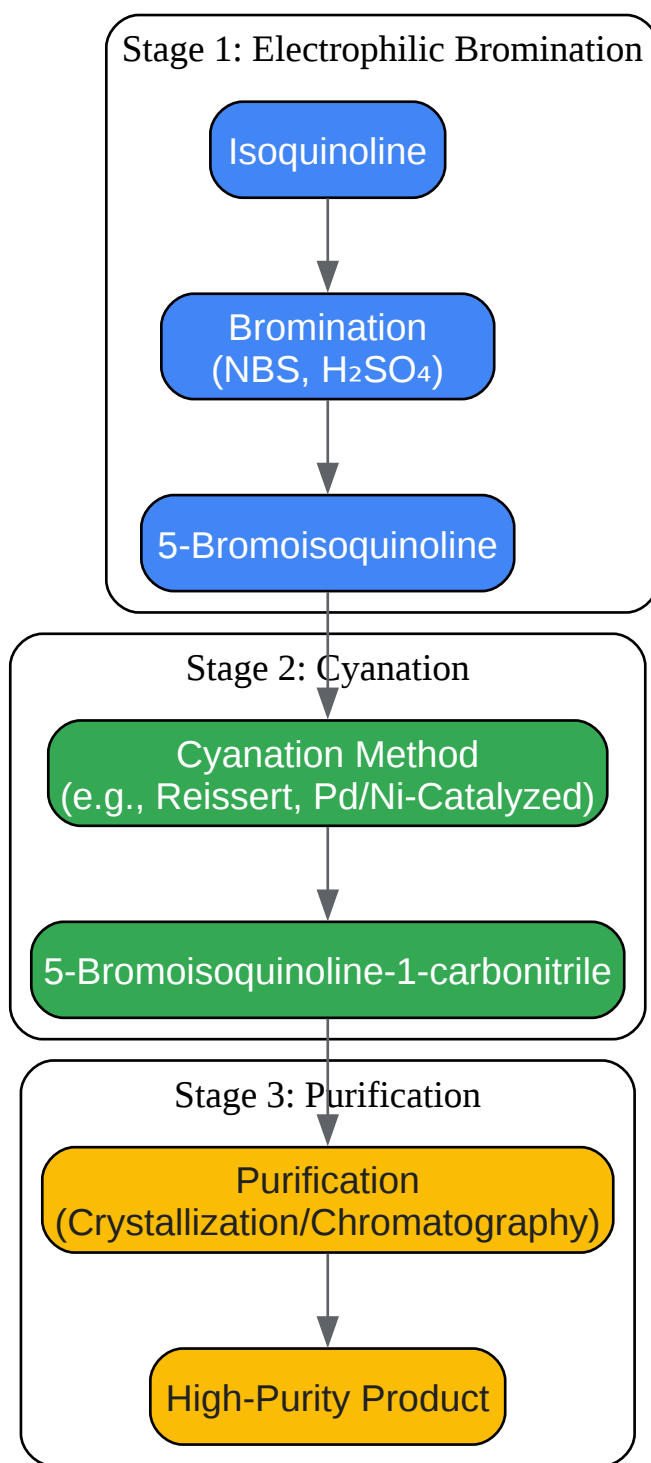 Stage 1: Electrophilic Bromination
Isoquinoline
Bromination
(NBS, H₂SO₄)
5-Bromoisoquinoline
Stage 2: Cyanation
Cyanation Method
(e.g., Reissert, Pd/Ni-Catalyzed)
5-Bromoisoquinoline-1-carbonitrile
Stage 3: Purification
Purification
(Crystallization/Chromatography)
High-Purity Product